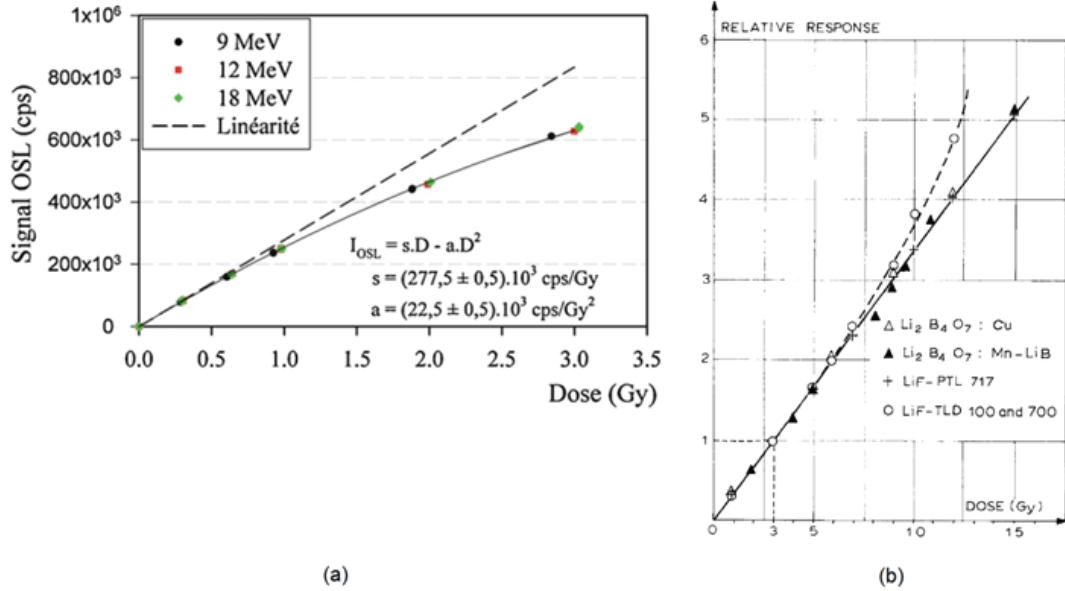 1x10⁶
800x10³
600x10³
400x10³
200x10³
0
Signal OSL (cps)
9 MeV
12 MeV
18 MeV
Linéarité
I_OSL = s.D - a.D²
s = (277,5 ± 0,5).10³ cps/Gy
a = (22,5 ± 0,5).10³ cps/Gy²
0.0 0.5 1.0 1.5 2.0 2.5 3.0 3.5
Dose (Gy)
(a)
RELATIVE RESPONSE
6
5
4
3
2
1
Li₂ B₄ O₇ : Cu
Li₂ B₄ O₇ : Mn-LiB
LiF-PTL 717
LiF-TLD 100 and 700
DOSE (Gy)
0 3 5 10 15
(b)